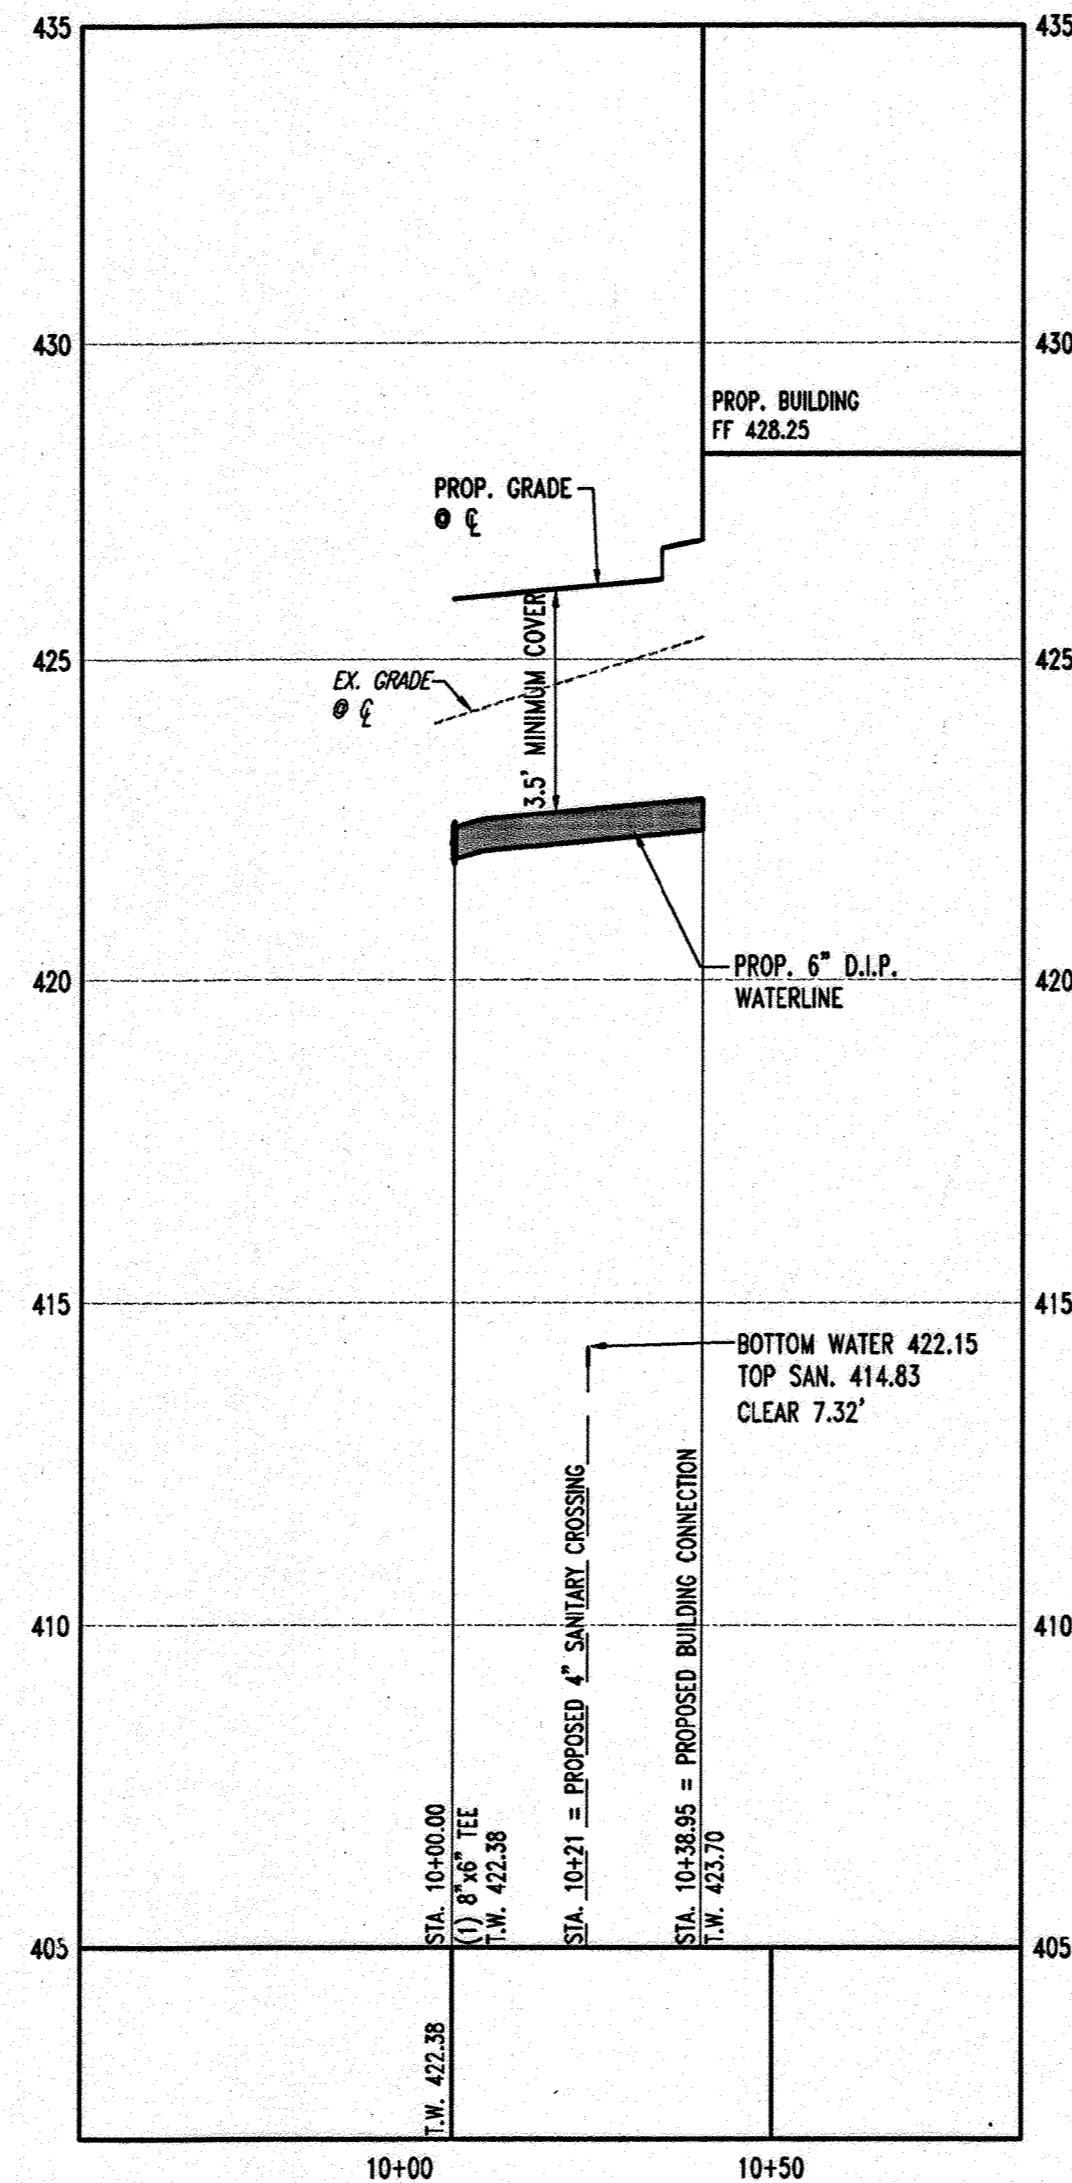 435
435
430
430
PROP. BUILDING
FF 428.25
PROP. GRADE
@ ℄
3.5' MINIMUM COVER
425
425
EX. GRADE
@ ℄
PROP. 6" D.I.P.
WATERLINE
420
420
415
415
BOTTOM WATER 422.15
TOP SAN. 414.83
CLEAR 7.32'
410
410
STA. 10+00.00
(1) 8"x6" TEE
T.W. 422.38
STA. 10+21 = PROPOSED 4" SANITARY CROSSING
STA. 10+38.95 = PROPOSED BUILDING CONNECTION
T.W. 423.70
405
405
T.W. 422.38
10+00
10+50